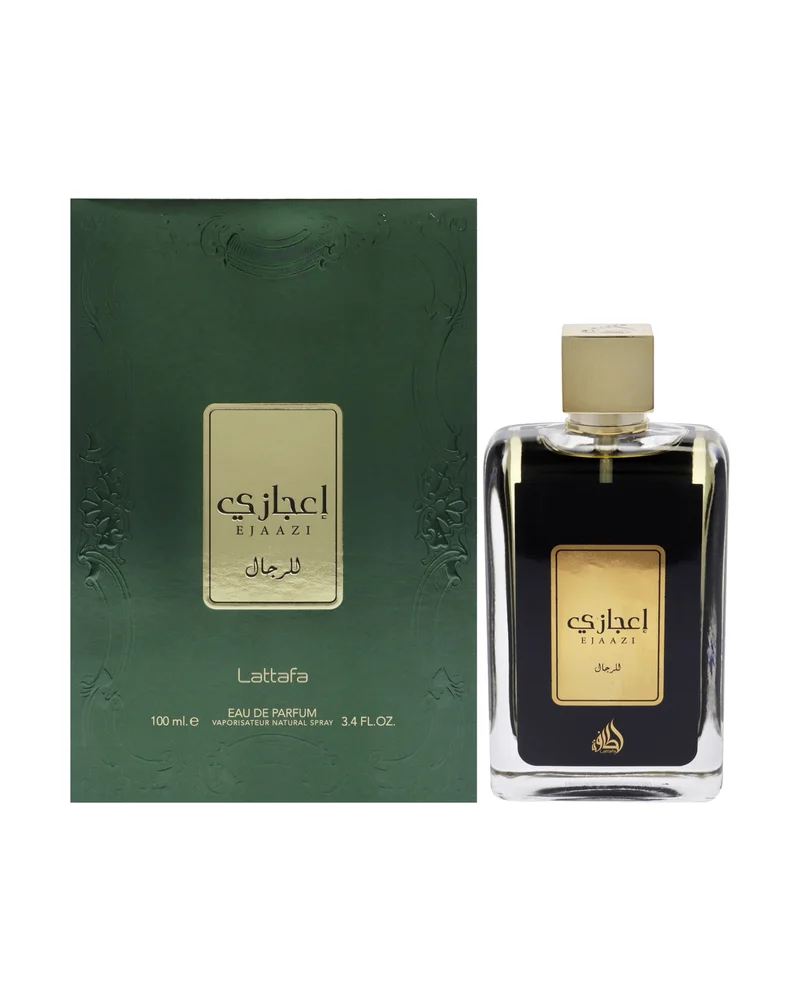 إعجازي
EJAAZI
للرجال
Lattafa
100 ml.e
EAU DE PARFUM
VAPORISATEUR NATURAL SPRAY
3.4 FL.OZ.
إعجازي
EJAAZI
للرجال
لطافة